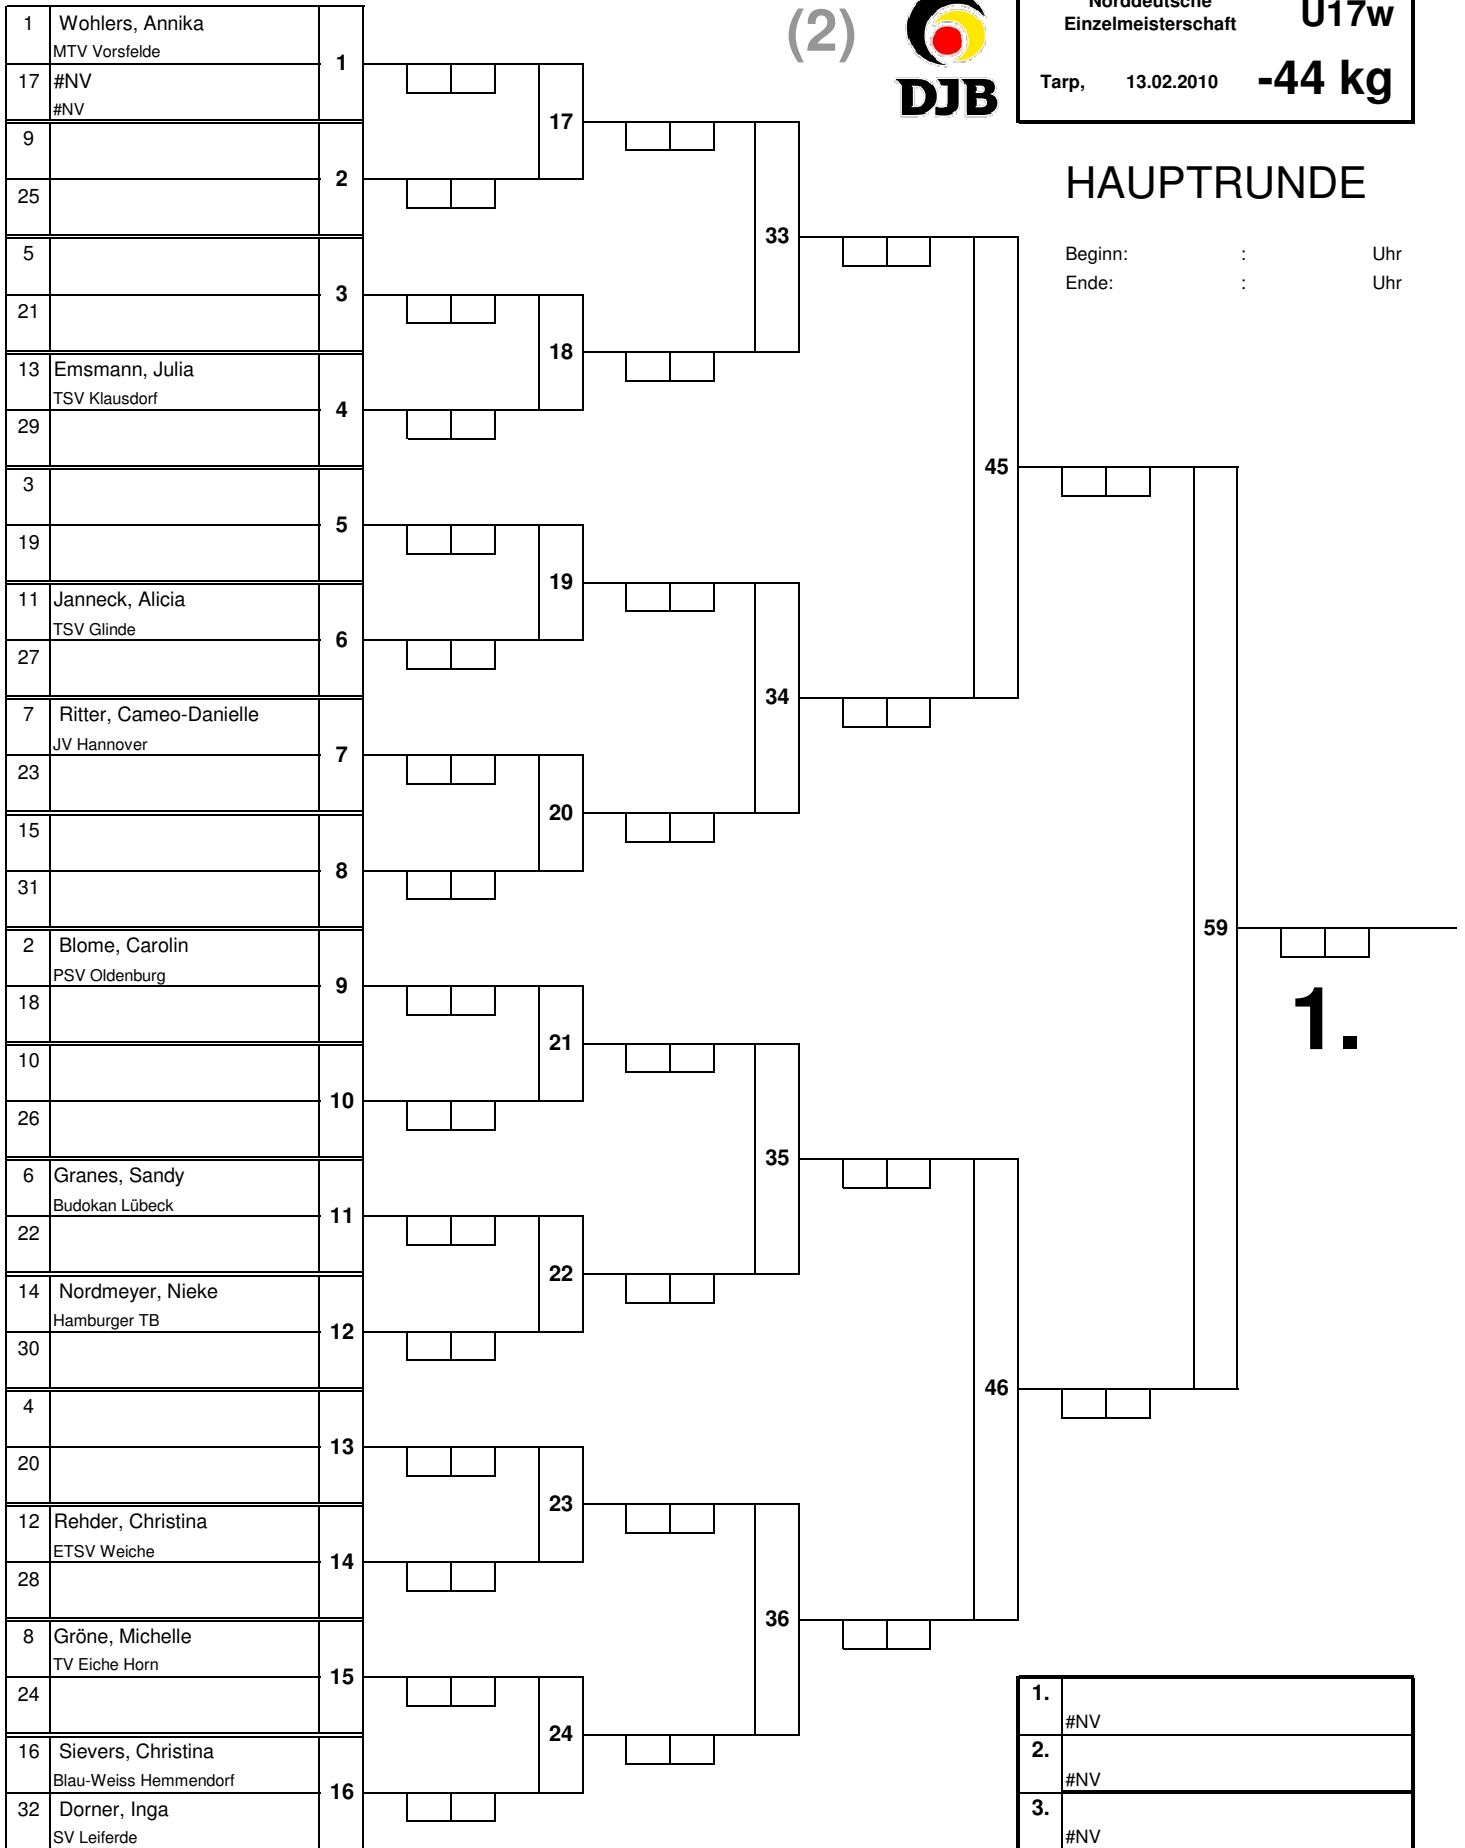 (2)
DJB
Norddeutsche
Einzelmeisterschaft
U17w
Tarp, 13.02.2010 -44 kg
HAUPTRUNDE
Beginn: : Uhr
Ende: : Uhr
1 Wohlers, Annika
MTV Vorsfelde
1
17 #NV
#NV
17
9
2
25
33
5
3
21
18
13 Emsmann, Julia
TSV Klausdorf
4
29
45
3
5
19
19
11 Janneck, Alicia
TSV Glinde
6
27
34
7 Ritter, Cameo-Danielle
JV Hannover
7
23
20
15
8
31
59
1.
2 Blome, Carolin
PSV Oldenburg
9
18
21
10
10
26
35
6 Granes, Sandy
Budokan Lübeck
11
22
22
14 Nordmeyer, Nieke
Hamburger TB
12
30
46
4
13
20
23
12 Rehder, Christina
ETSV Weiche
14
28
36
8 Gröne, Michelle
TV Eiche Horn
15
24
24
16 Sievers, Christina
Blau-Weiss Hemmendorf
16
32 Dorner, Inga
SV Leiferde
1.
#NV
2.
#NV
3.
#NV